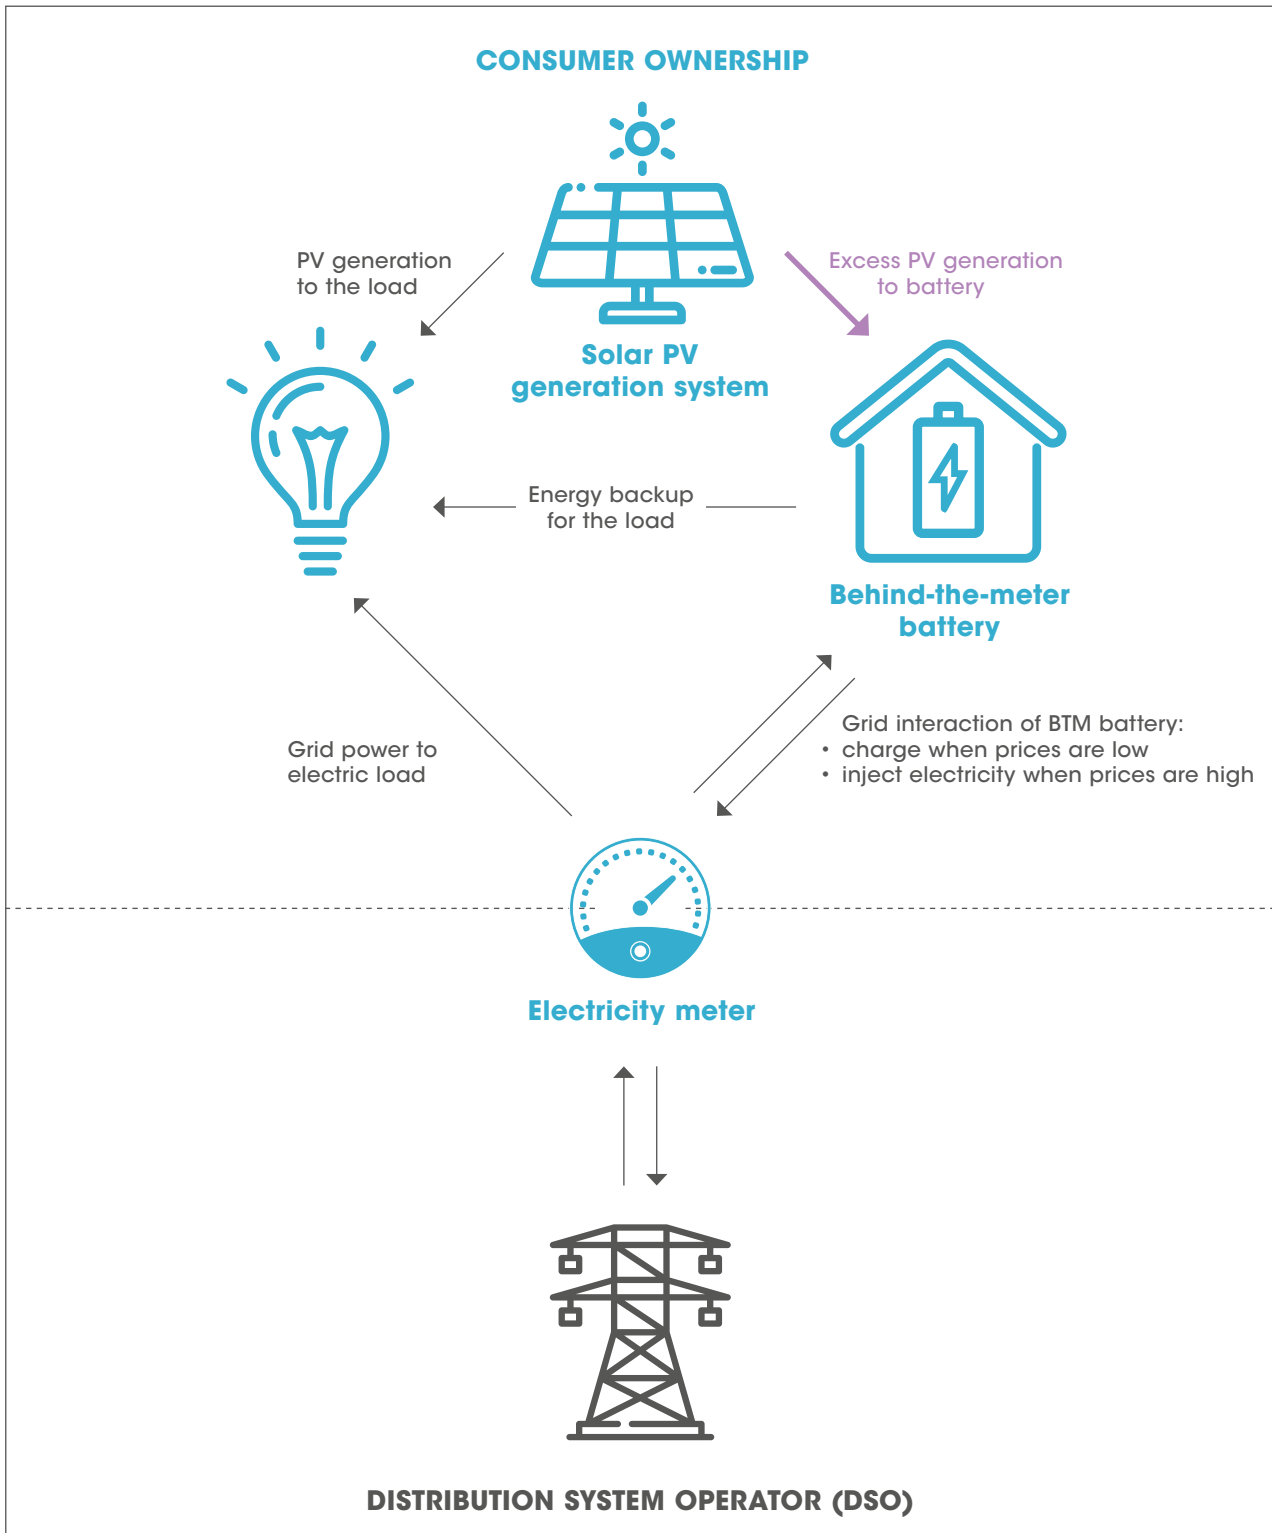 CONSUMER OWNERSHIP
PV generation
to the load
Excess PV generation
to battery
Solar PV
generation system
Energy backup
for the load
Behind-the-meter
battery
Grid power to
electric load
Grid interaction of BTM battery:
• charge when prices are low
• inject electricity when prices are high
Electricity meter
DISTRIBUTION SYSTEM OPERATOR (DSO)